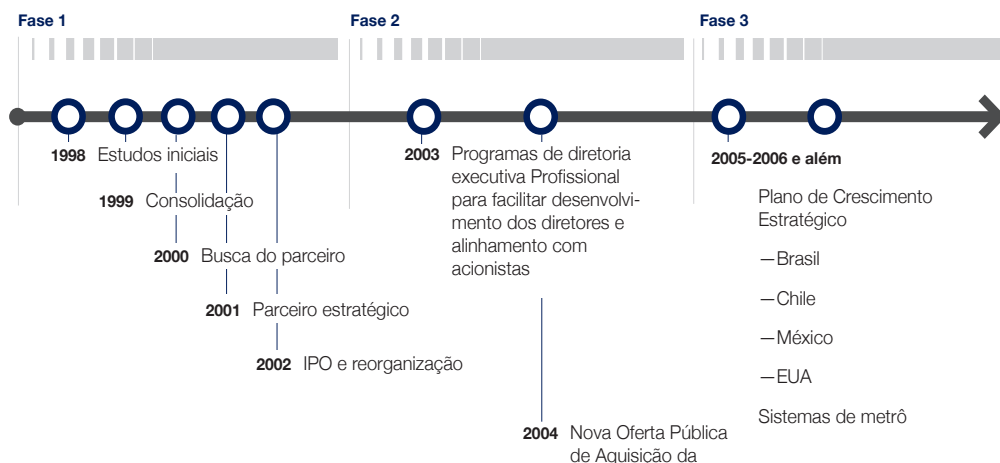 Fase 1
Fase 2
Fase 3
1998 Estudos iniciais
1999 Consolidação
2000 Busca do parceiro
2001 Parceiro estratégico
2002 IPO e reorganização
2003 Programas de diretoria
executiva Profissional
para facilitar desenvolvi-
mento dos diretores e
alinhamento com
acionistas
2004 Nova Oferta Pública
de Aquisição da
2005-2006 e além
Plano de Crescimento
Estratégico
—Brasil
—Chile
—México
—EUA
Sistemas de metrô